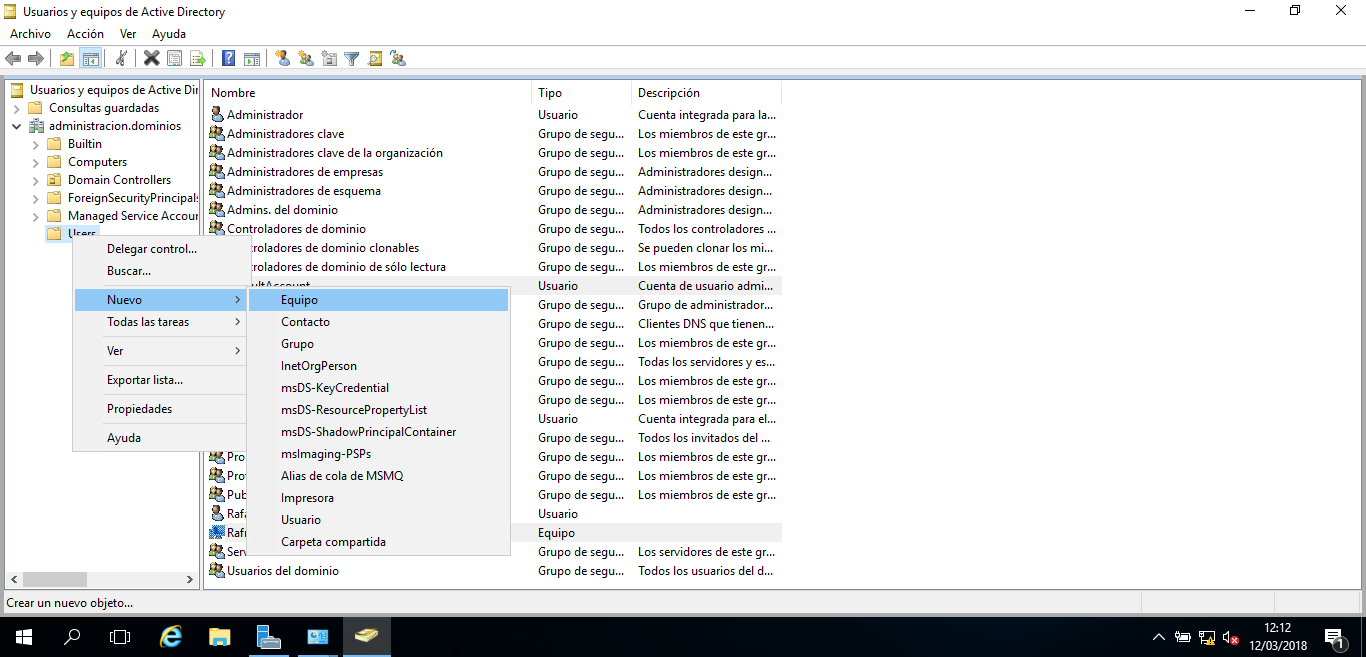 Usuarios y equipos de Active Directory
Archivo Acción Ver Ayuda
Usuarios y equipos de Active Dir
Consultas guardadas
administracion.dominios
Builtin
Computers
Domain Controllers
ForeignSecurityPrincipals
Managed Service Accour
Users
Nombre Tipo Descripción
Administrador Usuario Cuenta integrada para la...
Administradores clave Grupo de segu... Los miembros de este gr...
Administradores clave de la organización Grupo de segu... Los miembros de este gr...
Administradores de empresas Grupo de segu... Administradores design...
Administradores de esquema Grupo de segu... Administradores design...
Admins. del dominio Grupo de segu... Administradores design...
Controladores de dominio Grupo de segu... Todos los controladores ...
troladores de dominio clonables Grupo de segu... Se pueden clonar los mi...
troladores de dominio de sólo lectura Grupo de segu... Los miembros de este gr...
ultAccount Usuario Cuenta de usuario admi...
Grupo de segu... Grupo de administrador...
Grupo de segu... Clientes DNS que tienen...
Grupo de segu... Los miembros de este gr...
Grupo de segu... Todas los servidores y es...
Grupo de segu... Los miembros de este gr...
Grupo de segu... Los miembros de este gr...
Usuario Cuenta integrada para el...
Grupo de segu... Todos los invitados del ...
Pro Grupo de segu... Los miembros de este gr...
Pro Grupo de segu... Los miembros de este gr...
Pub Grupo de segu... Los miembros de este gr...
Rafa Usuario
Rafr Equipo
Serv Grupo de segu... Los servidores de este gr...
Usuarios del dominio Grupo de segu... Todos los usuarios del d...
Delegar control...
Buscar...
Nuevo
Todas las tareas
Ver
Exportar lista...
Propiedades
Ayuda
Equipo
Contacto
Grupo
InetOrgPerson
msDS-KeyCredential
msDS-ResourcePropertyList
msDS-ShadowPrincipalContainer
msImaging-PSPs
Alias de cola de MSMQ
Impresora
Usuario
Carpeta compartida
Crear un nuevo objeto...
12:12
12/03/2018
1